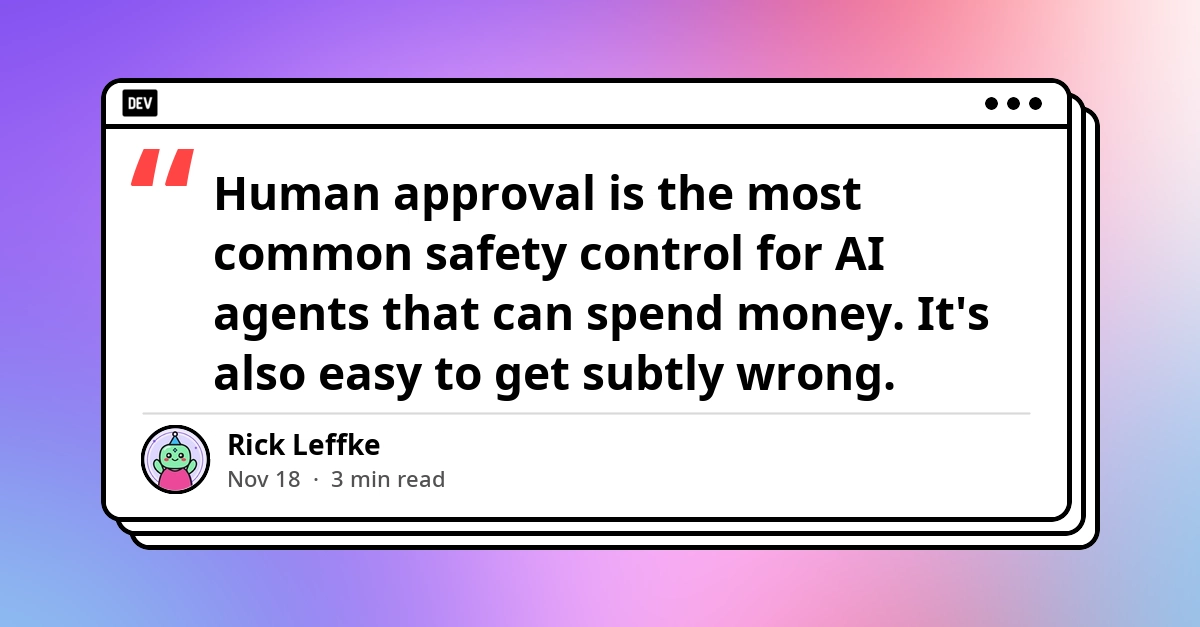 DEV
“Human approval is the most
common safety control for AI
agents that can spend money. It's
also easy to get subtly wrong.
Rick Leffke
Nov 18 · 3 min read